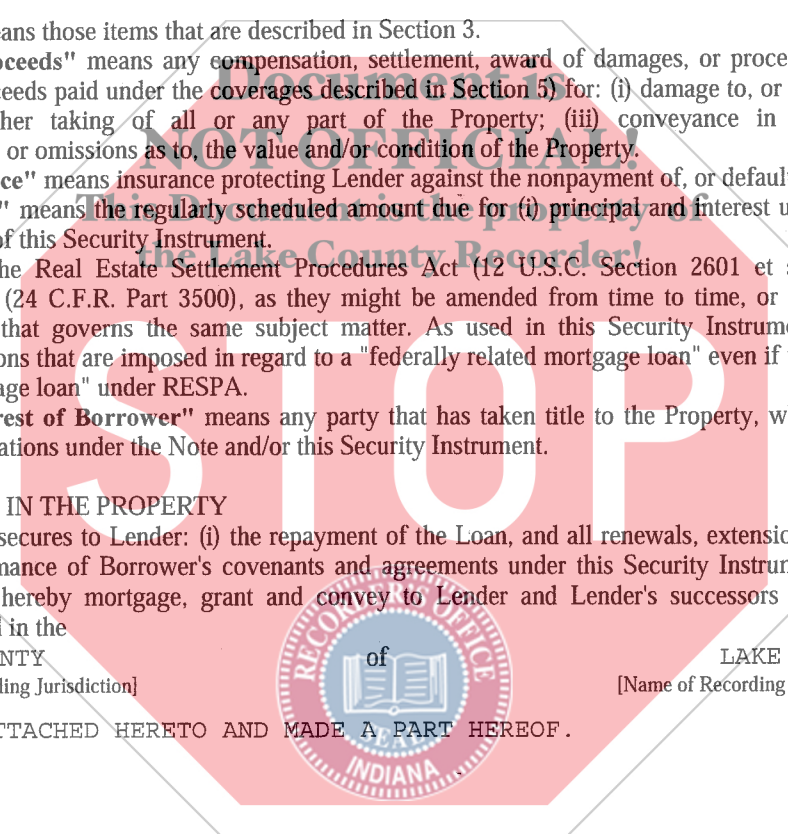 eans those items that are described in Section 3.
oceeds" means any compensation, settlement, award of damages, or procee
ceeds paid under the coverages described in Section 5) for: (i) damage to, or
her taking of all or any part of the Property; (iii) conveyance in
or omissions as to, the value and/or condition of the Property.
ce" means insurance protecting Lender against the nonpayment of, or default
" means the regularly scheduled amount due for (i) principal and interest u
of this Security Instrument.
he Real Estate Settlement Procedures Act (12 U.S.C. Section 2601 et
(24 C.F.R. Part 3500), as they might be amended from time to time, or
that governs the same subject matter. As used in this Security Instrume
ons that are imposed in regard to a "federally related mortgage loan" even if
age loan" under RESPA.
rest of Borrower" means any party that has taken title to the Property, w
ations under the Note and/or this Security Instrument.
IN THE PROPERTY
secures to Lender: (i) the repayment of the Loan, and all renewals, extensio
mance of Borrower's covenants and agreements under this Security Instrum
hereby mortgage, grant and convey to Lender and Lender's successors
l in the
NTY of LAKE
ding Jurisdiction] [Name of Recording
TTACHED HERETO AND MADE A PART HEREOF.
Document is
NOT OFFICIAL!
This Document is the property of
the Lake County Recorder!
STOP
RECORDER'S OFFICE
SEAL
INDIANA